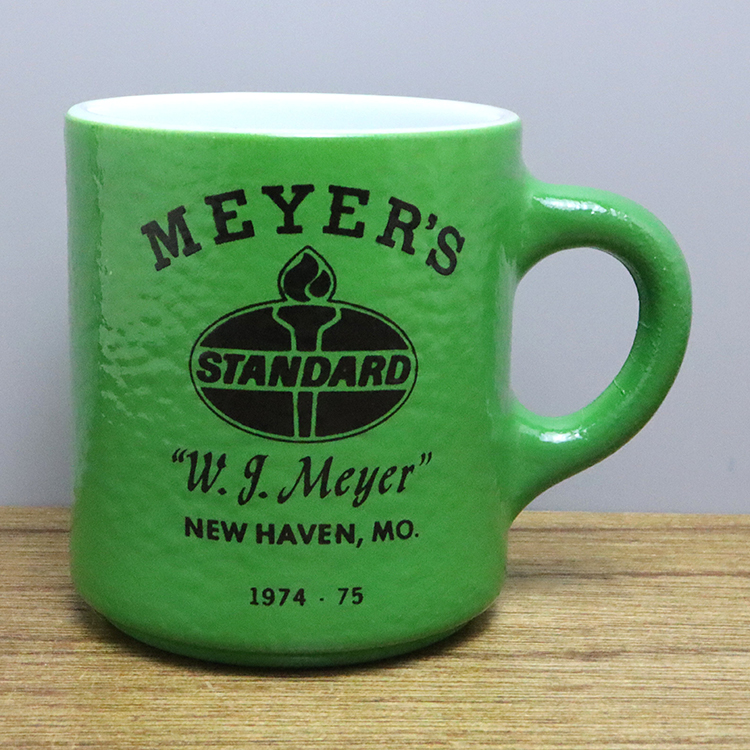 MEYER'S
STANDARD
"W. J. Meyer"
NEW HAVEN, MO.
1974 - 75